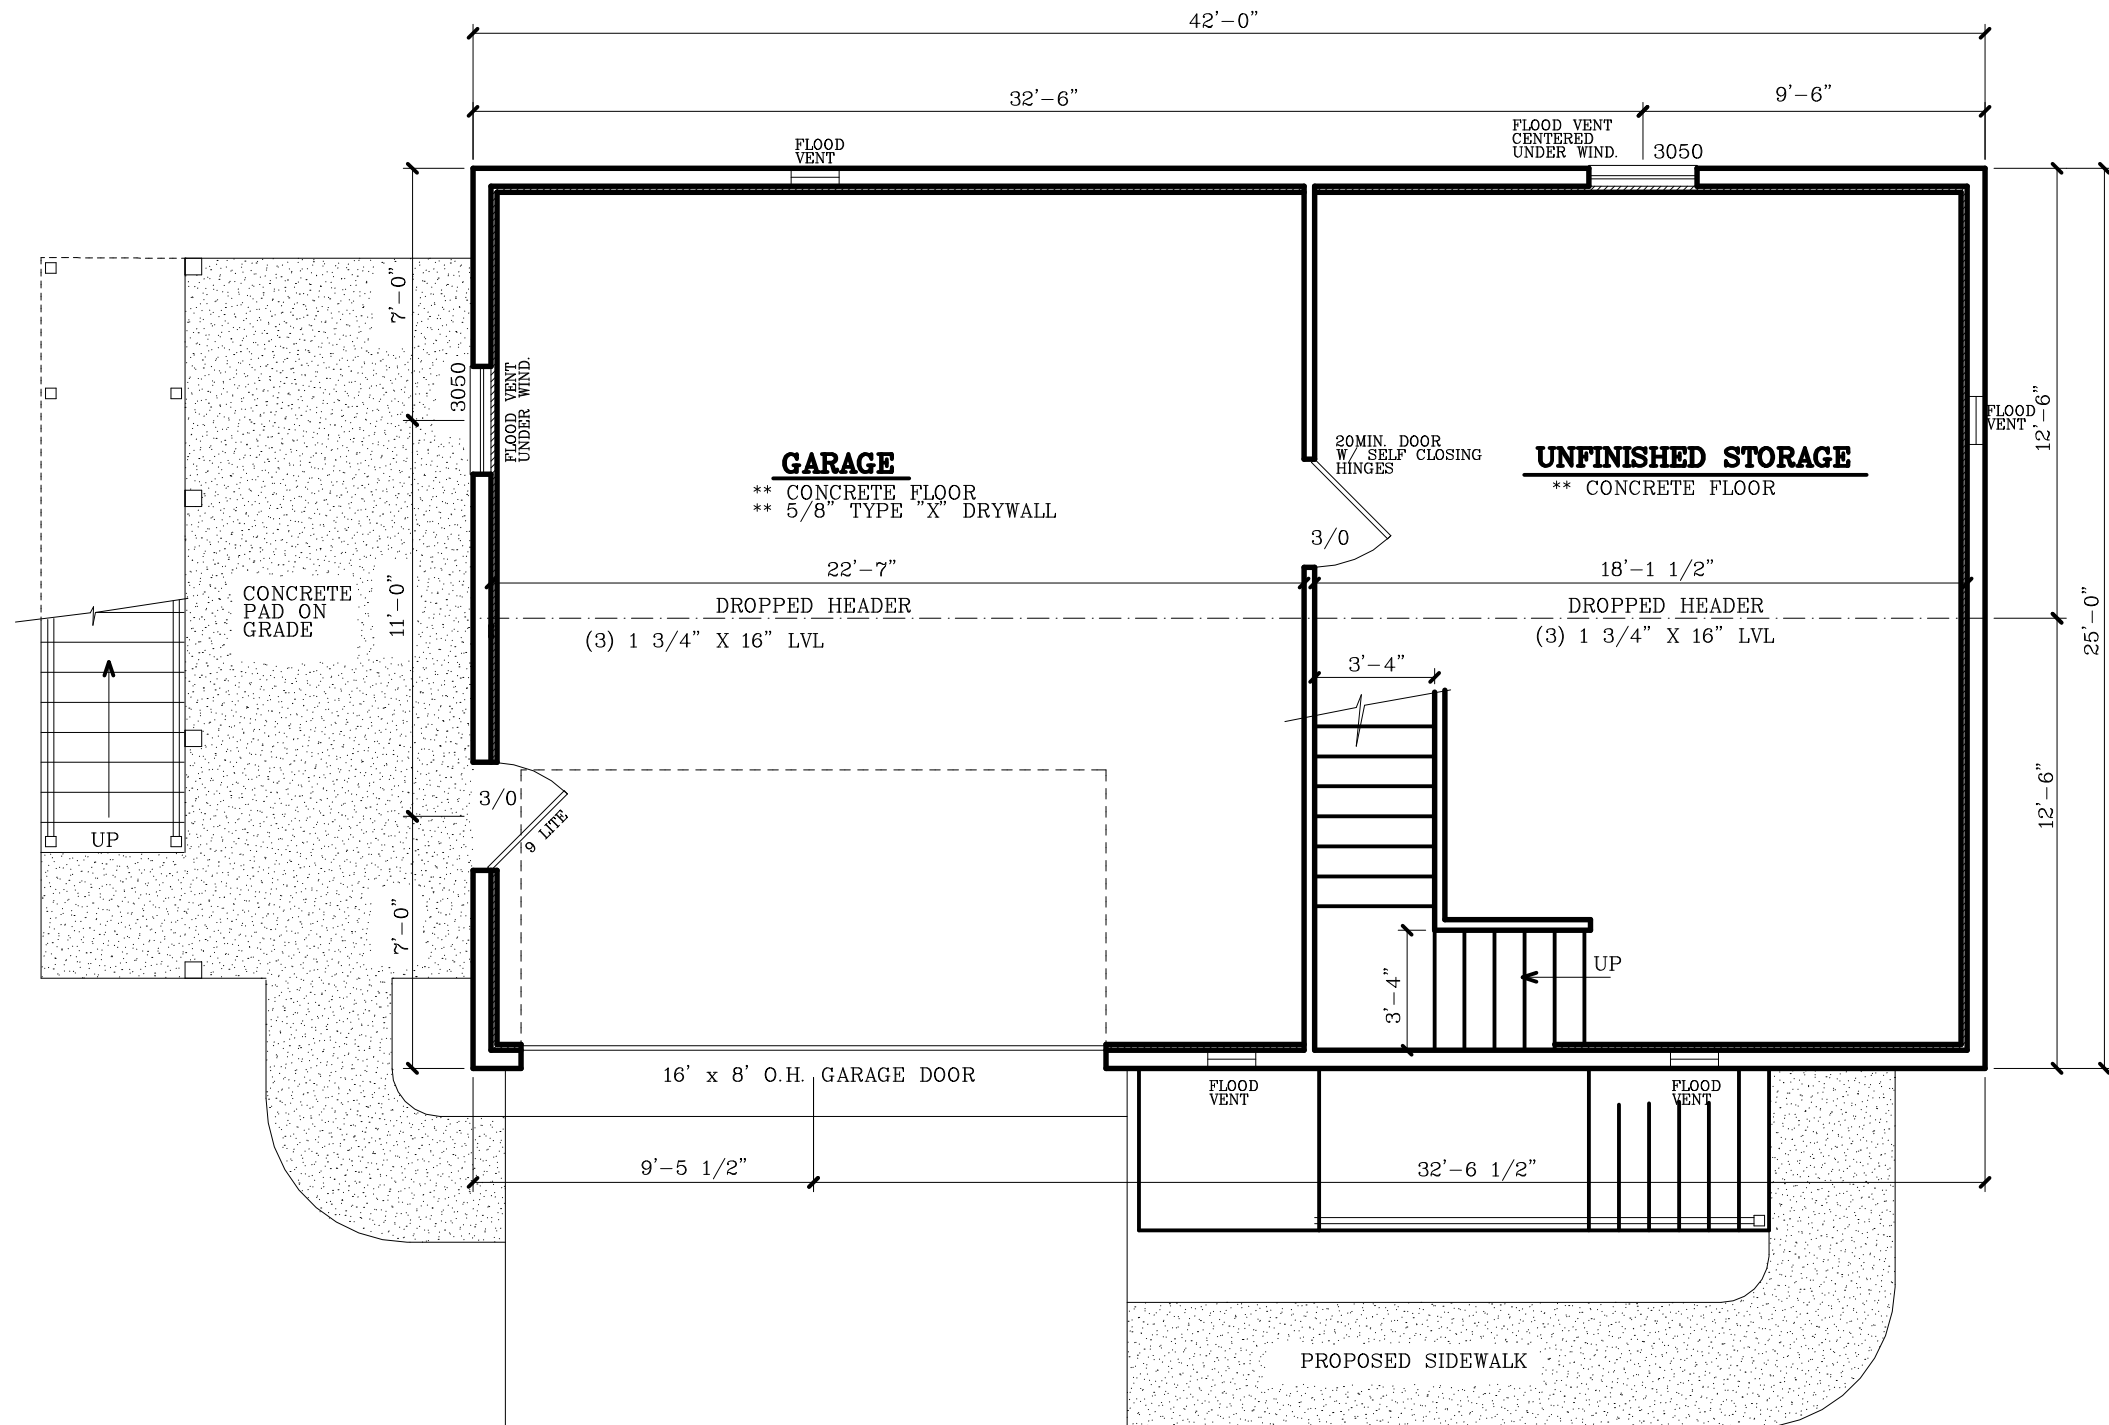 42'-0"
32'-6"
9'-6"
FLOOD
VENT
FLOOD VENT
CENTERED
UNDER WIND.
3050
7'-0"
3050
FLOOD VENT
UNDER WIND.
GARAGE
** CONCRETE FLOOR
** 5/8" TYPE "X" DRYWALL
20MIN. DOOR
W/ SELF CLOSING
HINGES
3/0
UNFINISHED STORAGE
** CONCRETE FLOOR
FLOOD
VENT
12'-6"
22'-7"
18'-1 1/2"
CONCRETE
PAD ON
GRADE
11'-0"
DROPPED HEADER
(3) 1 3/4" X 16" LVL
DROPPED HEADER
(3) 1 3/4" X 16" LVL
25'-0"
3'-4"
12'-6"
3/0
9 LITE
UP
7'-0"
3'-4"
UP
16' x 8' O.H. GARAGE DOOR
FLOOD
VENT
FLOOD
VENT
9'-5 1/2"
32'-6 1/2"
PROPOSED SIDEWALK